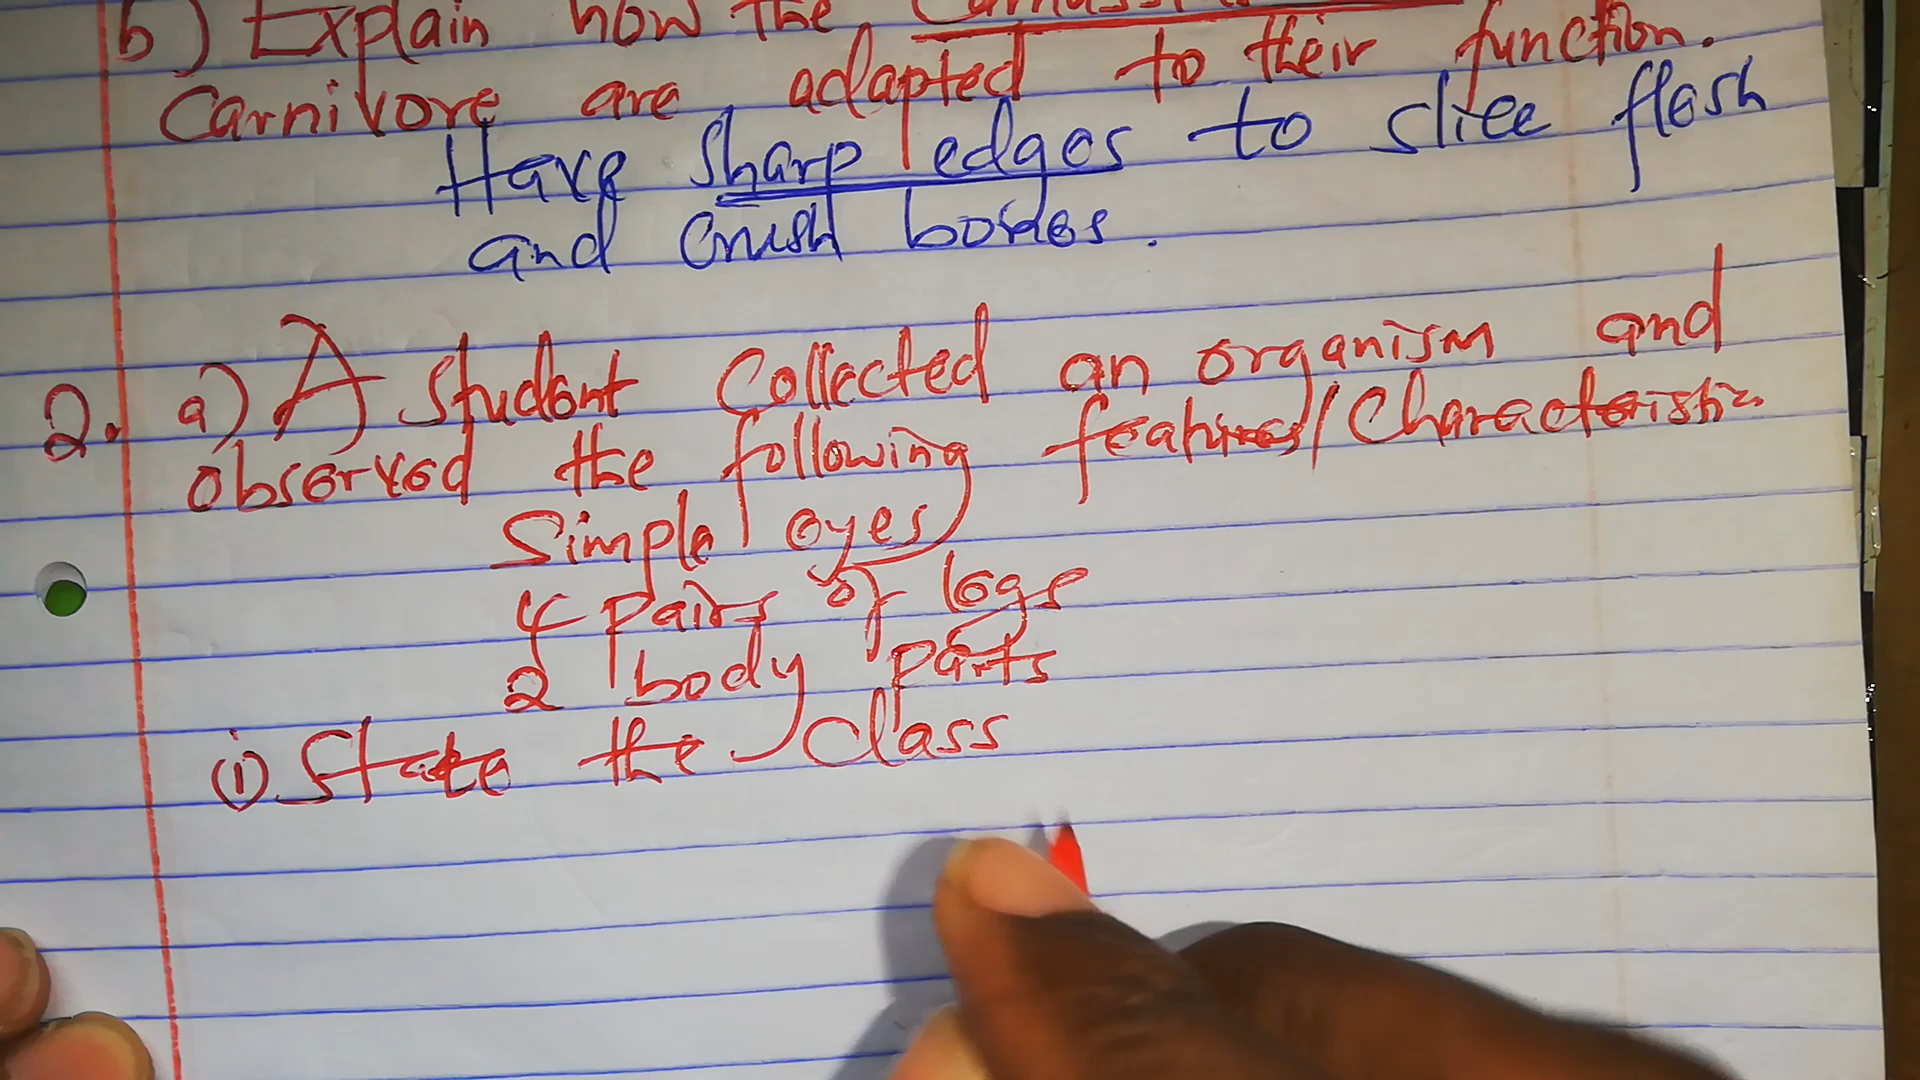 b) Explain how the
Carnivore are adapted to their function.
Have sharp edges to slice flesh
and crush bones.
2. a) A student collected an organism and
observed the following features/characteristics
Simple eyes
4 pairs of legs
2 body parts
(i) State the class